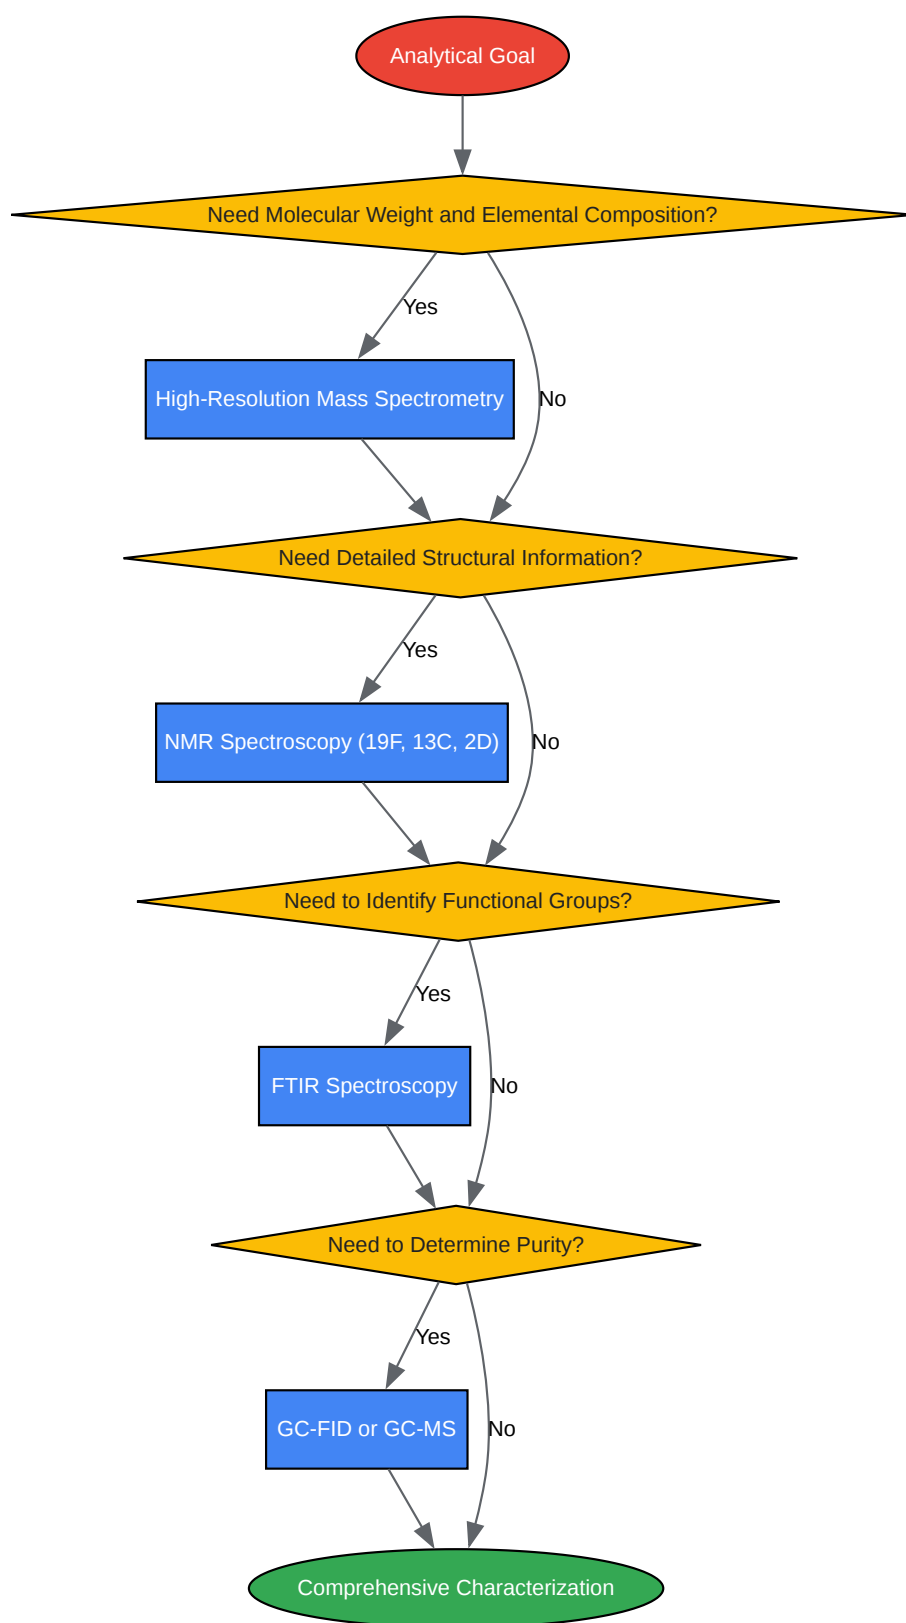 Analytical Goal
Need Molecular Weight and Elemental Composition?
Yes
High-Resolution Mass Spectrometry
No
Need Detailed Structural Information?
Yes
NMR Spectroscopy (19F, 13C, 2D)
No
Need to Identify Functional Groups?
Yes
FTIR Spectroscopy
No
Need to Determine Purity?
Yes
GC-FID or GC-MS
No
Comprehensive Characterization